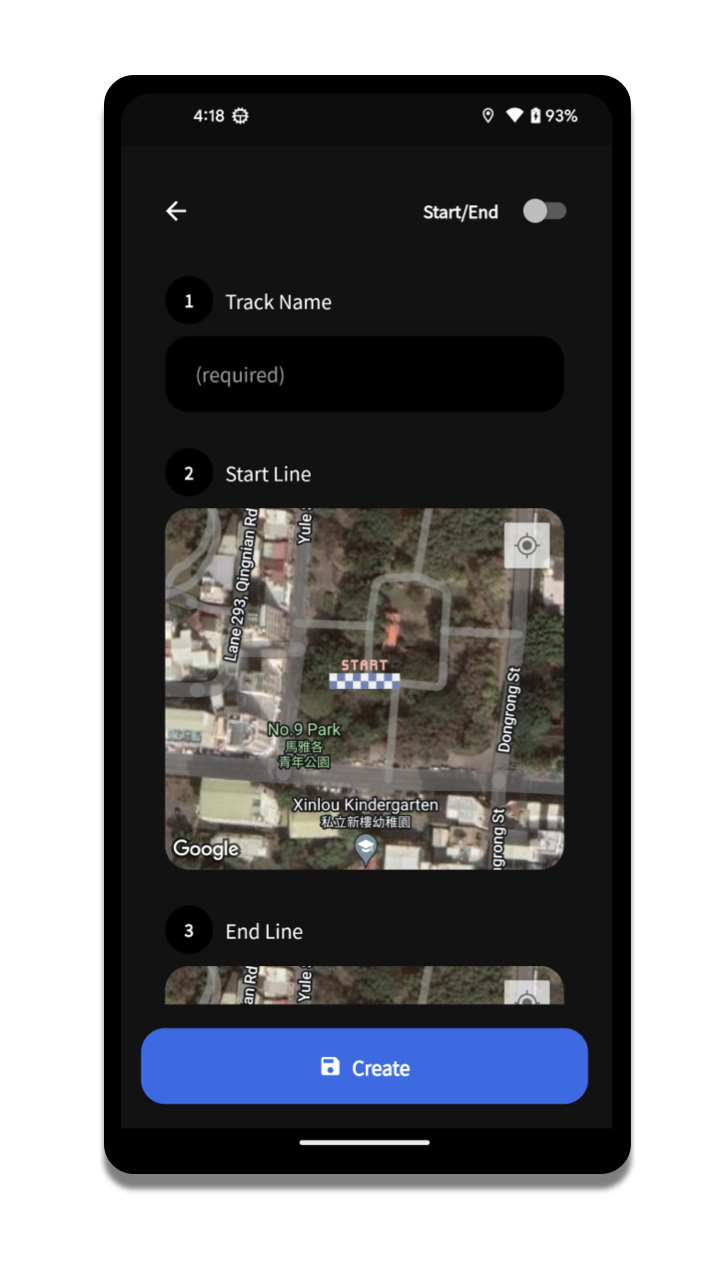 4:18
93%
Start/End
1 Track Name
(required)
2 Start Line
Lane 293, Qingnian Rd
Yule
START
Dongrong St
No.9 Park
馬雅各
青年公園
Xinlou Kindergarten
私立新樓幼稚園
Google
ngrong St
3 End Line
an Rd
Yule
Create